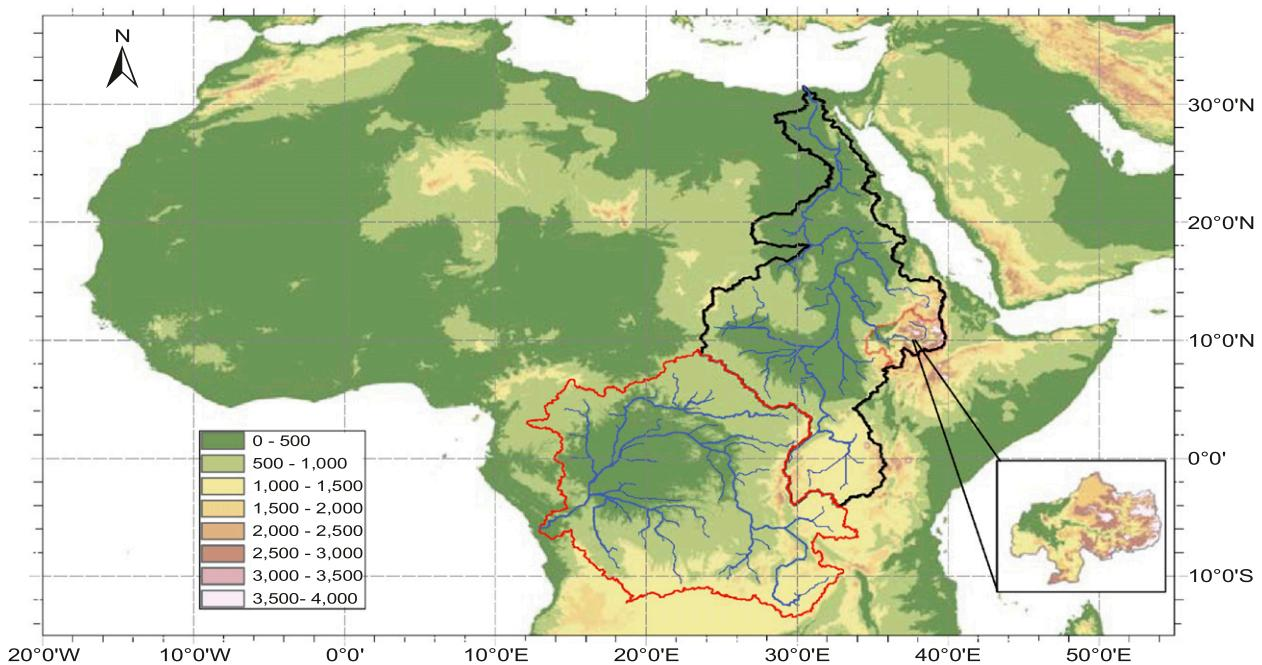 N
30°0'N
20°0'N
10°0'N
0°0'
10°0'S
0 - 500
500 - 1,000
1,000 - 1,500
1,500 - 2,000
2,000 - 2,500
2,500 - 3,000
3,000 - 3,500
3,500- 4,000
20°0'W
10°0'W
0°0'
10°0'E
20°0'E
30°0'E
40°0'E
50°0'E